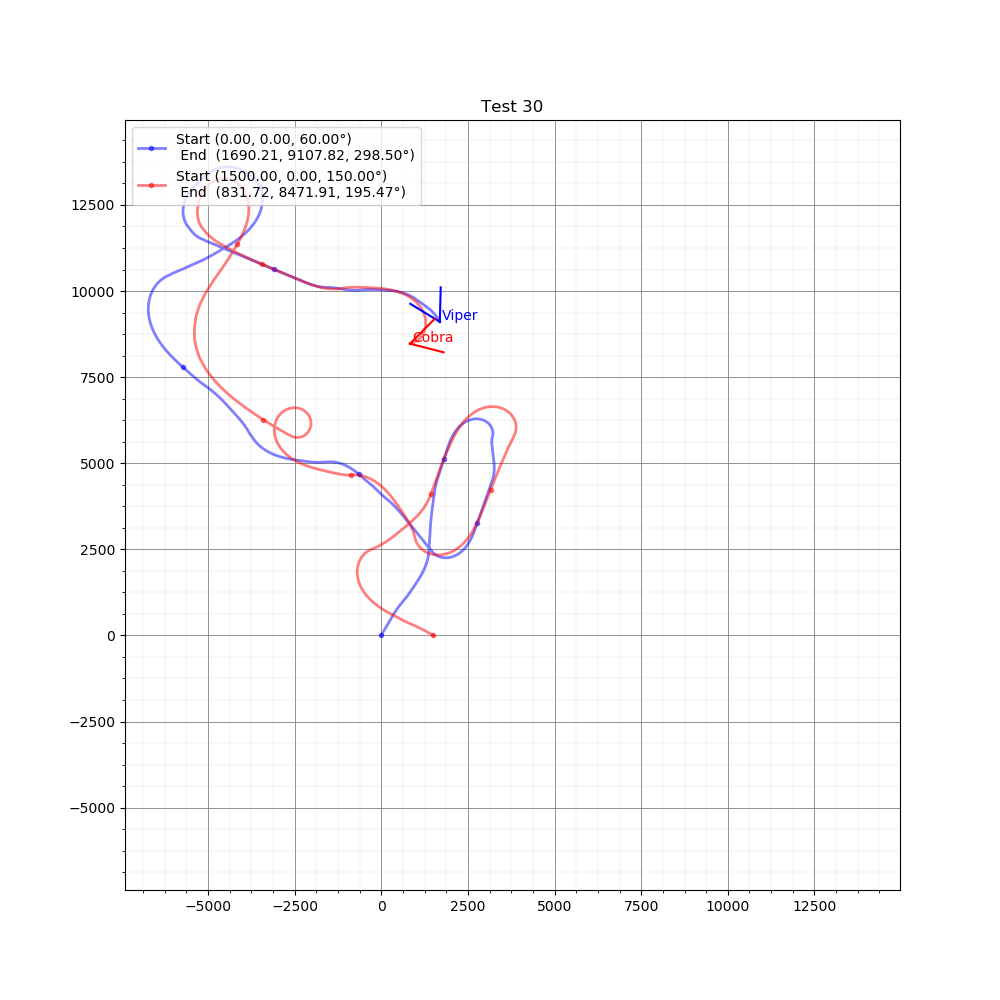 Test 30
Start (0.00, 0.00, 60.00°)
End (1690.21, 9107.82, 298.50°)
Start (1500.00, 0.00, 150.00°)
End (831.72, 8471.91, 195.47°)
12500
10000
7500
5000
2500
0
−2500
−5000
Viper
Cobra
−5000 −2500 0 2500 5000 7500 10000 12500